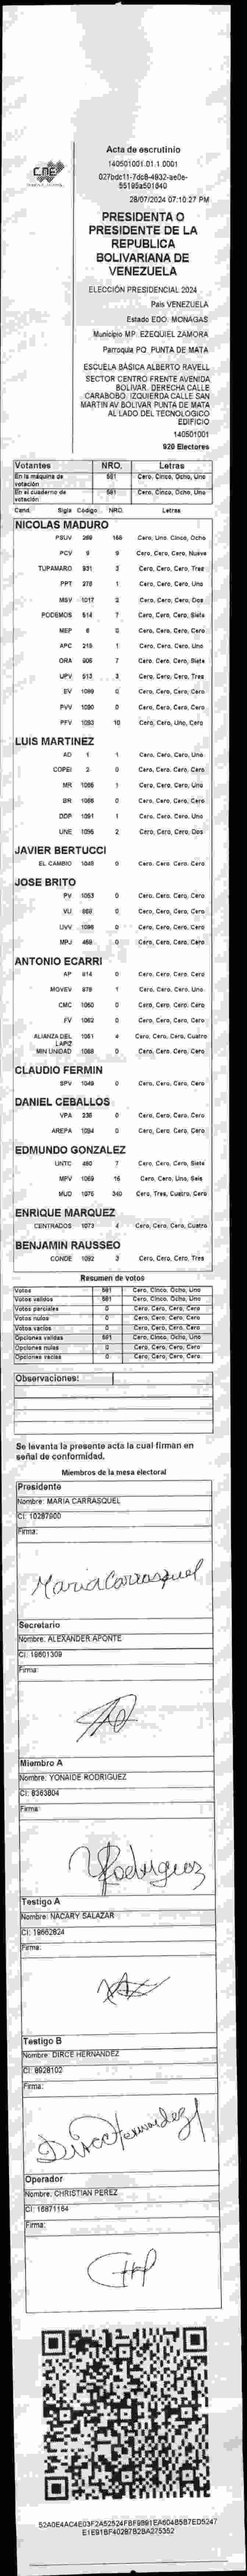 CNE
Acta de escrutinio
140501001.01.1.0001
28/07/2024 07:10:27 PM
PRESIDENTA O
PRESIDENTE DE LA
REPUBLICA
BOLIVARIANA DE
VENEZUELA
ELECCIÓN PRESIDENCIAL 2024
País VENEZUELA
Estado EDO. MONAGAS
Municipio MP. EZEQUIEL ZAMORA
Parroquia PQ. PUNTA DE MATA
ESCUELA BÁSICA ALBERTO RAVELL
SECTOR CENTRO FRENTE AVENIDA
BOLIVAR. DERECHA CALLE
CARABOBO. IZQUIERDA CALLE SAN
MARTIN AV BOLIVAR PUNTA DE MATA
AL LADO DEL TECNOLOGICO
EDIFICIO
140501001
920 Electores
Votantes NRO. Letras
En la máquina de votación 581 Cero, Cinco, Ocho, Uno
En el cuaderno de votación 581 Cero, Cinco, Ocho, Uno
Cand. Sigla Código NRO. Letras
NICOLAS MADURO
PSUV 269 158 Cero, Uno, Cinco, Ocho
PCV 9 9 Cero, Cero, Cero, Nueve
TUPAMARO 931 3 Cero, Cero, Cero, Tres
PPT 276 1 Cero, Cero, Cero, Uno
MSV 1017 2 Cero, Cero, Cero, Dos
PODEMOS 514 7 Cero, Cero, Cero, Siete
MEP 6 0 Cero, Cero, Cero, Cero
APC 219 1 Cero, Cero, Cero, Uno
ORA 906 7 Cero, Cero, Cero, Siete
UPV 513 3 Cero, Cero, Cero, Tres
EV 1089 0 Cero, Cero, Cero, Cero
PVV 1090 0 Cero, Cero, Cero, Cero
PFV 1093 10 Cero, Cero, Uno, Cero
LUIS MARTINEZ
AD 1 1 Cero, Cero, Cero, Uno
COPEI 2 0 Cero, Cero, Cero, Cero
MR 1066 1 Cero, Cero, Cero, Uno
BR 1088 0 Cero, Cero, Cero, Cero
DDP 1091 1 Cero, Cero, Cero, Uno
UNE 1095 2 Cero, Cero, Cero, Dos
JAVIER BERTUCCI
EL CAMBIO 1048 0 Cero, Cero, Cero, Cero
JOSE BRITO
PV 1053 0 Cero, Cero, Cero, Cero
VU 869 0 Cero, Cero, Cero, Cero
UVV 1096 0 Cero, Cero, Cero, Cero
MPJ 459 0 Cero, Cero, Cero, Cero
ANTONIO ECARRI
AP 914 0 Cero, Cero, Cero, Cero
MOVEV 979 1 Cero, Cero, Cero, Uno
CMC 1060 0 Cero, Cero, Cero, Cero
FV 1062 0 Cero, Cero, Cero, Cero
ALIANZA DEL LAPIZ 1051 4 Cero, Cero, Cero, Cuatro
MIN UNIDAD 1068 0 Cero, Cero, Cero, Cero
CLAUDIO FERMIN
SPV 1049 0 Cero, Cero, Cero, Cero
DANIEL CEBALLOS
VPA 235 0 Cero, Cero, Cero, Cero
AREPA 1094 0 Cero, Cero, Cero, Cero
EDMUNDO GONZALEZ
UNTC 480 7 Cero, Cero, Cero, Siete
MPV 1069 16 Cero, Cero, Uno, Seis
MUD 1075 340 Cero, Tres, Cuatro, Cero
ENRIQUE MARQUEZ
CENTRADOS 1073 4 Cero, Cero, Cero, Cuatro
BENJAMIN RAUSSEO
CONDE 1092 3 Cero, Cero, Cero, Tres
Resumen de votos
Votos 581 Cero, Cinco, Ocho, Uno
Votos validos 581 Cero, Cinco, Ocho, Uno
Votos parciales 0 Cero, Cero, Cero, Cero
Votos nulos 0 Cero, Cero, Cero, Cero
Votos vacíos 0 Cero, Cero, Cero, Cero
Opciones validas 581 Cero, Cinco, Ocho, Uno
Opciones nulas 0 Cero, Cero, Cero, Cero
Opciones vacias 0 Cero, Cero, Cero, Cero
Observaciones:
Se levanta la presente acta la cual firman en
señal de conformidad.
Miembros de la mesa electoral
Presidente
Nombre: MARIA CARRASQUEL
CI: 10287900
Firma:
Maria Carrasquel
Secretario
Nombre: ALEXANDER APONTE
CI: 18601309
Firma:
Miembro A
Nombre: YONAIDE RODRIGUEZ
CI: 8363804
Firma:
YRodriguez
Testigo A
Nombre: NACARY SALAZAR
CI: 19662824
Firma:
Testigo B
Nombre: DIRCE HERNANDEZ
CI: 8928102
Firma:
Dirce Hernandez
Operador
Nombre: CHRISTIAN PEREZ
CI: 16871164
Firma: